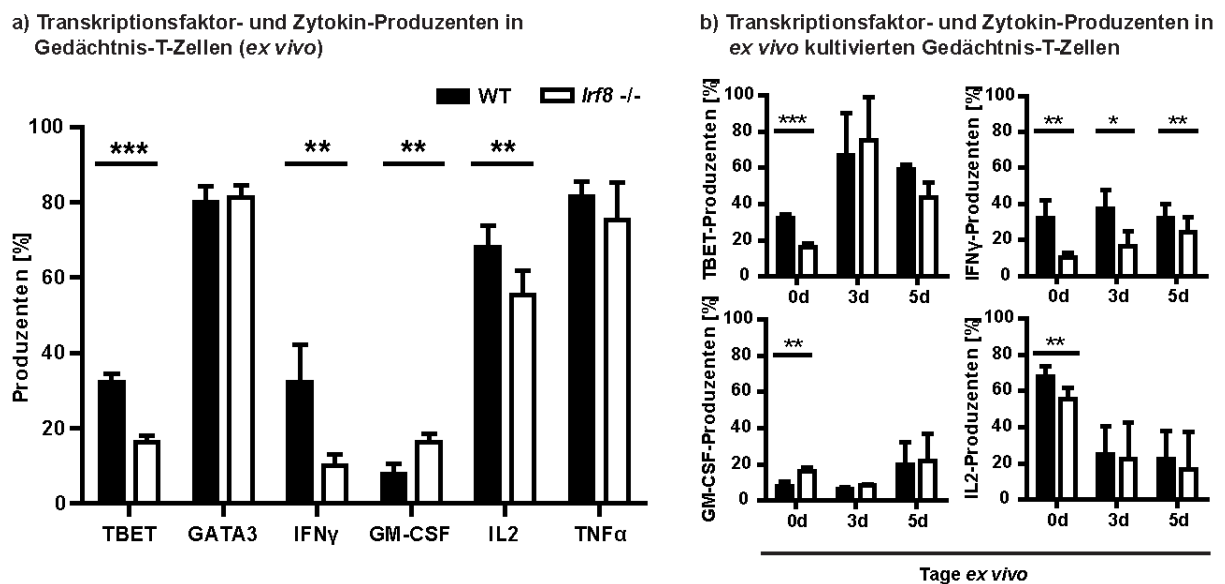 a) Transkriptionsfaktor- und Zytokin-Produzenten in
Gedächtnis-T-Zellen (ex vivo)
WT Irf8 -/-
Produzenten [%]
100
80
60
40
20
0
*** ** ** **
TBET GATA3 IFNγ GM-CSF IL2 TNFα
b) Transkriptionsfaktor- und Zytokin-Produzenten in
ex vivo kultivierten Gedächtnis-T-Zellen
TBET-Produzenten [%]
100
80
60
40
20
0
***
0d 3d 5d
IFNγ-Produzenten [%]
100
80
60
40
20
0
** * **
0d 3d 5d
GM-CSF-Produzenten [%]
100
80
60
40
20
0
**
0d 3d 5d
IL2-Produzenten [%]
100
80
60
40
20
0
**
0d 3d 5d
Tage ex vivo